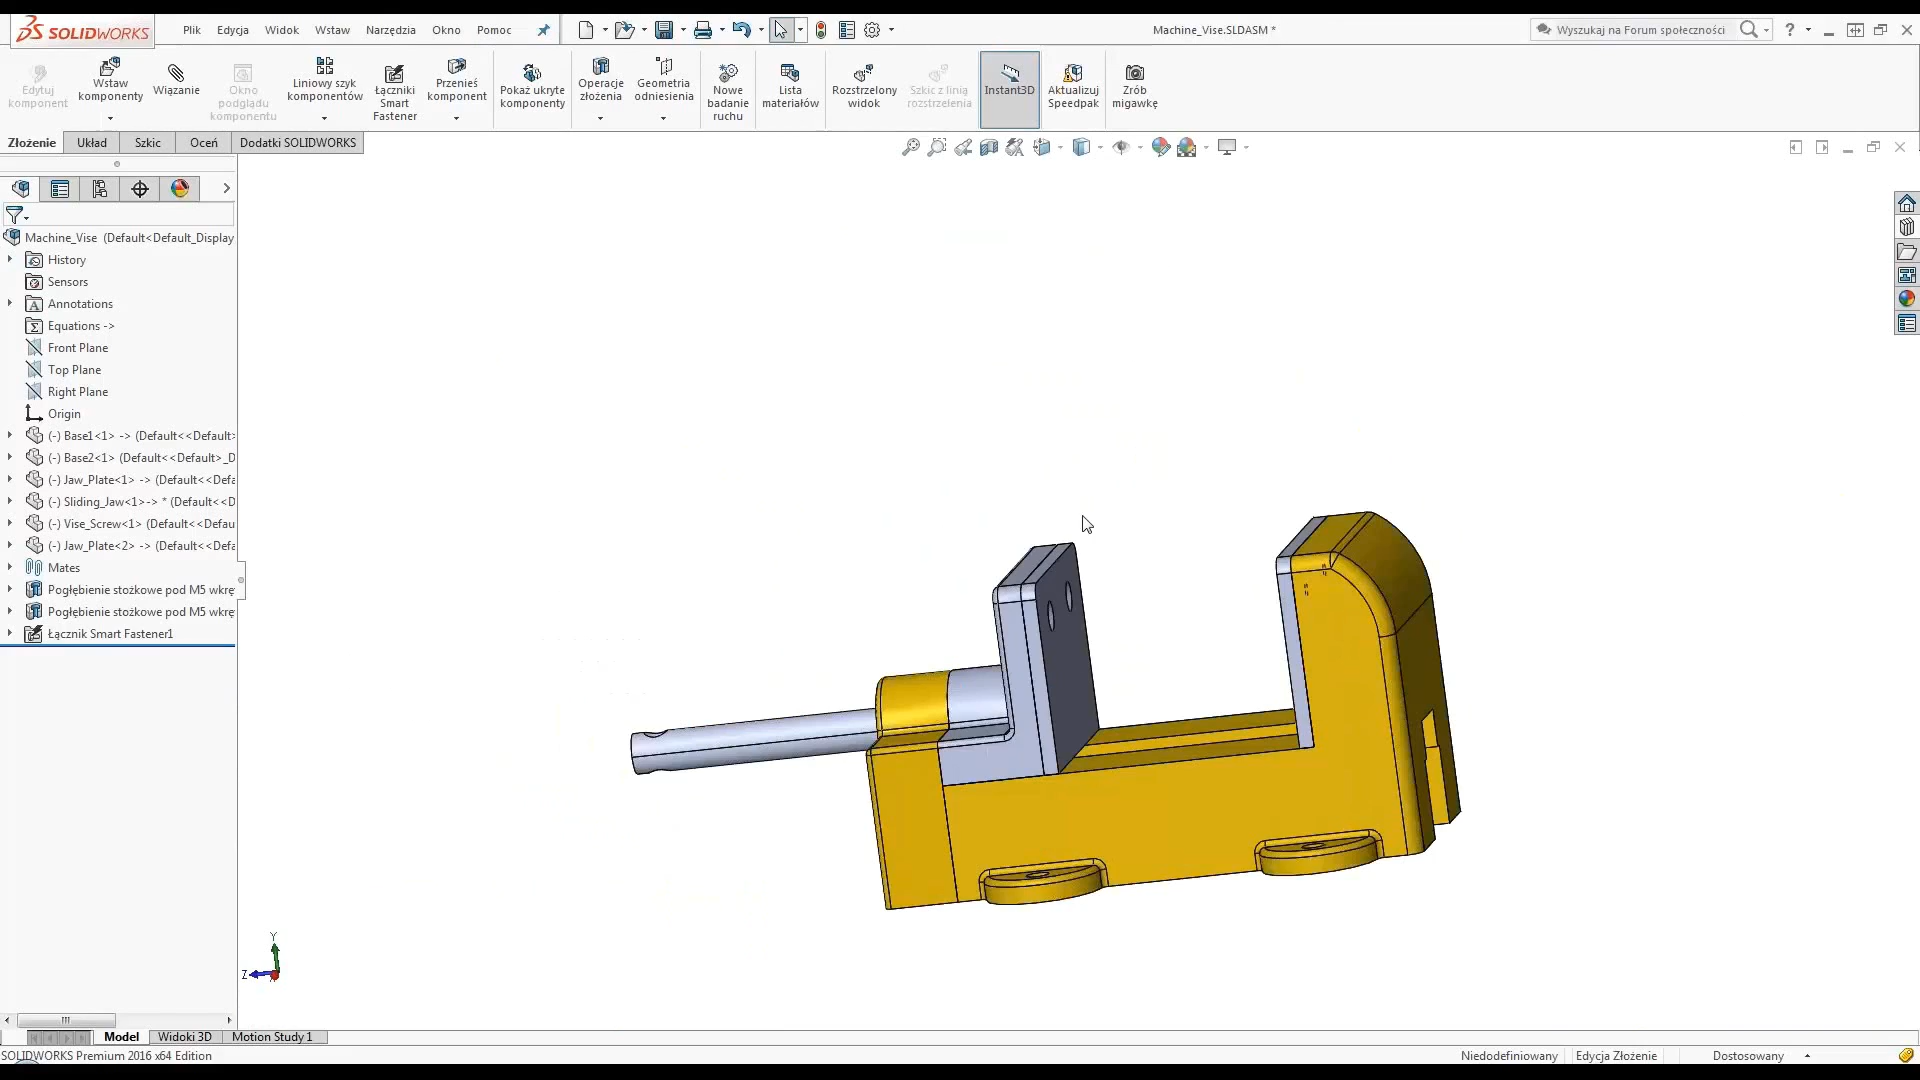 SOLIDWORKS
Plik Edycja Widok Wstaw Narzędzia Okno Pomoc
Machine_Vise.SLDASM *
Wyszukaj na Forum społeczności
Edytuj komponent
Wstaw komponenty
Wiązanie
Okno podglądu komponentu
Liniowy szyk komponentów
Łączniki Smart Fastener
Przenieś komponent
Pokaż ukryte komponenty
Operacje złożenia
Geometria odniesienia
Nowe badanie ruchu
Lista materiałów
Rozstrzelony widok
Szkic z linią rozstrzelenia
Instant3D
Aktualizuj Speedpak
Zrób migawkę
Złożenie Układ Szkic Oceń Dodatki SOLIDWORKS
Machine_Vise (Default<Default_Display
History
Sensors
Annotations
Equations ->
Front Plane
Top Plane
Right Plane
Origin
(-) Base1<1> -> (Default<<Default>
(-) Base2<1> (Default<<Default>_D
(-) Jaw_Plate<1> -> (Default<<Defa
(-) Sliding_Jaw<1>-> * (Default<<D
(-) Vise_Screw<1> (Default<<Defau
(-) Jaw_Plate<2> -> (Default<<Defa
Mates
Pogłębienie stożkowe pod M5 wkrę
Pogłębienie stożkowe pod M5 wkrę
Łącznik Smart Fastener1
Y
Z
Model Widoki 3D Motion Study 1
SOLIDWORKS Premium 2016 x64 Edition
Niedodefiniowany Edycja Złożenie Dostosowany